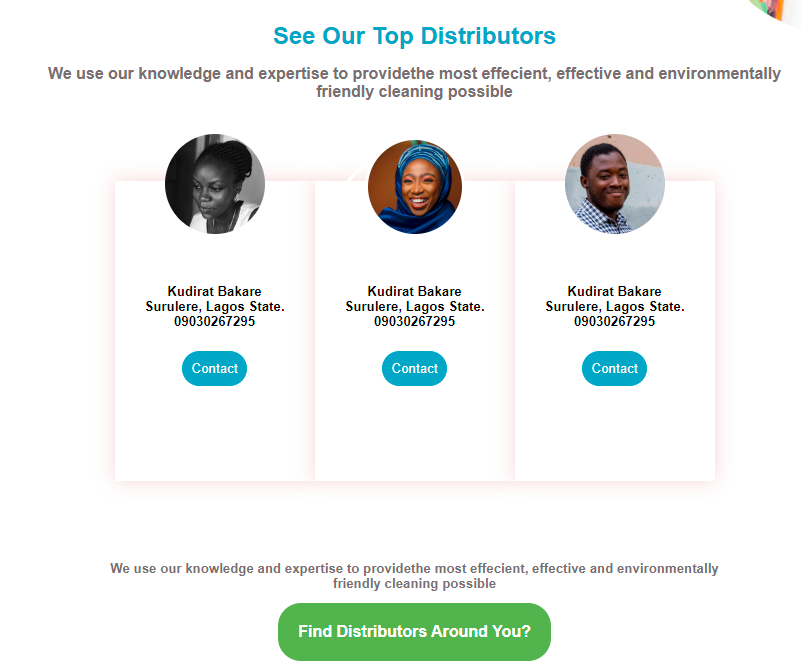 See Our Top Distributors
We use our knowledge and expertise to providethe most effecient, effective and environmentally
friendly cleaning possible
Kudirat Bakare
Surulere, Lagos State.
09030267295
Contact
Kudirat Bakare
Surulere, Lagos State.
09030267295
Contact
Kudirat Bakare
Surulere, Lagos State.
09030267295
Contact
We use our knowledge and expertise to providethe most effecient, effective and environmentally
friendly cleaning possible
Find Distributors Around You?